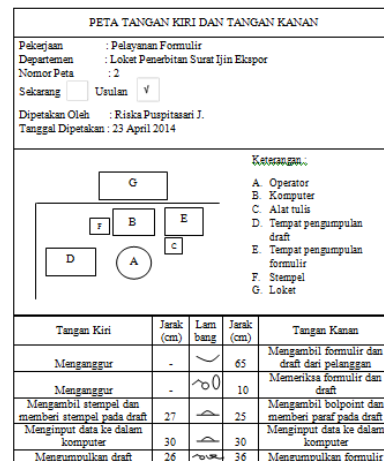 PETA TANGAN KIRI DAN TANGAN KANAN
Pekerjaan : Pelayanan Formulir
Departemen : Loket Penerbitan Surat Ijin Ekspor
Nomor Peta : 2
Sekarang Usulan √
Dipetakan Oleh : Riska Puspitasari J.
Tanggal Dipetakan : 23 April 2014
Keterangan :
A. Operator
B. Komputer
C. Alat tulis
D. Tempat pengumpulan
draft
E. Tempat pengumpulan
formulir
F. Stempel
G. Loket
G
F
B
E
C
D
A
Tangan Kiri Jarak (cm) Lam bang Jarak (cm) Tangan Kanan
Menganggur - 65 Mengambil formulir dan draft dari pelanggan
Menganggur - 10 Memeriksa formulir dan draft
Mengambil stempel dan memberi stempel pada draft 27 25 Mengambil bolpoint dan memberi paraf pada draft
Menginput data ke dalam komputer 30 30 Menginput data ke dalam komputer
Mengumpulkan draft 26 36 Mengumpulkan formulir